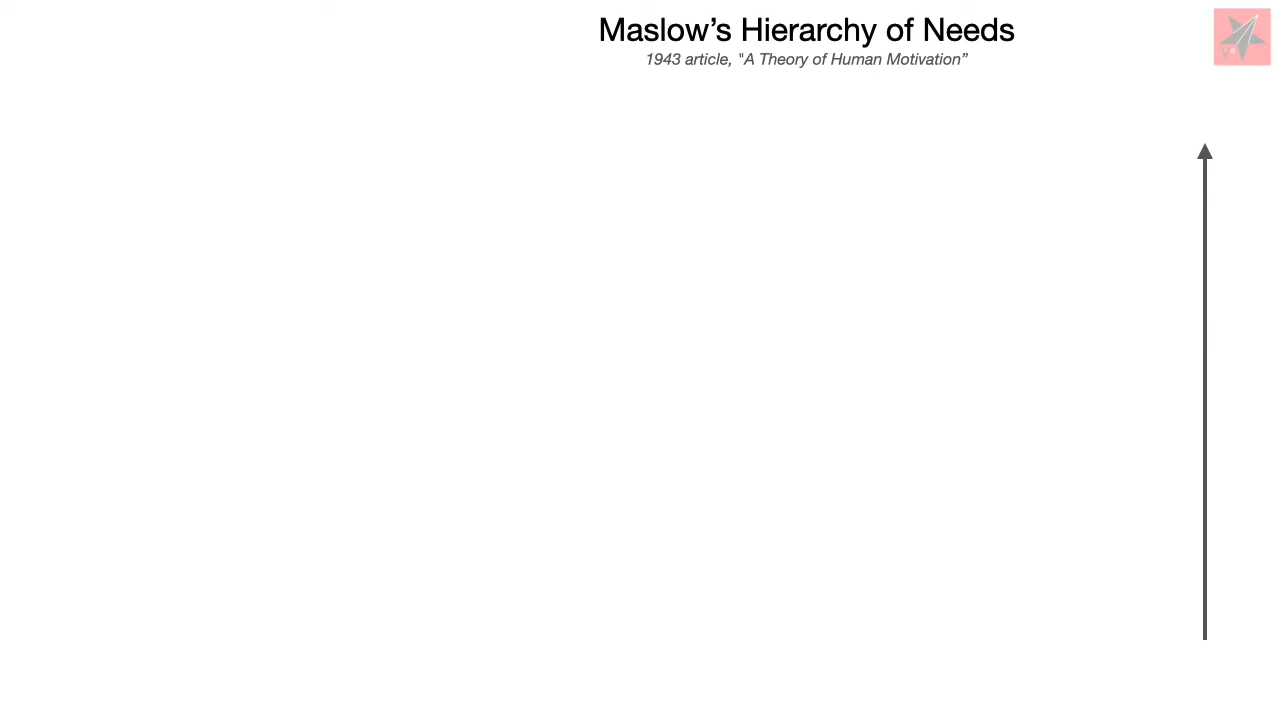 Maslow’s Hierarchy of Needs
1943 article, "A Theory of Human Motivation”